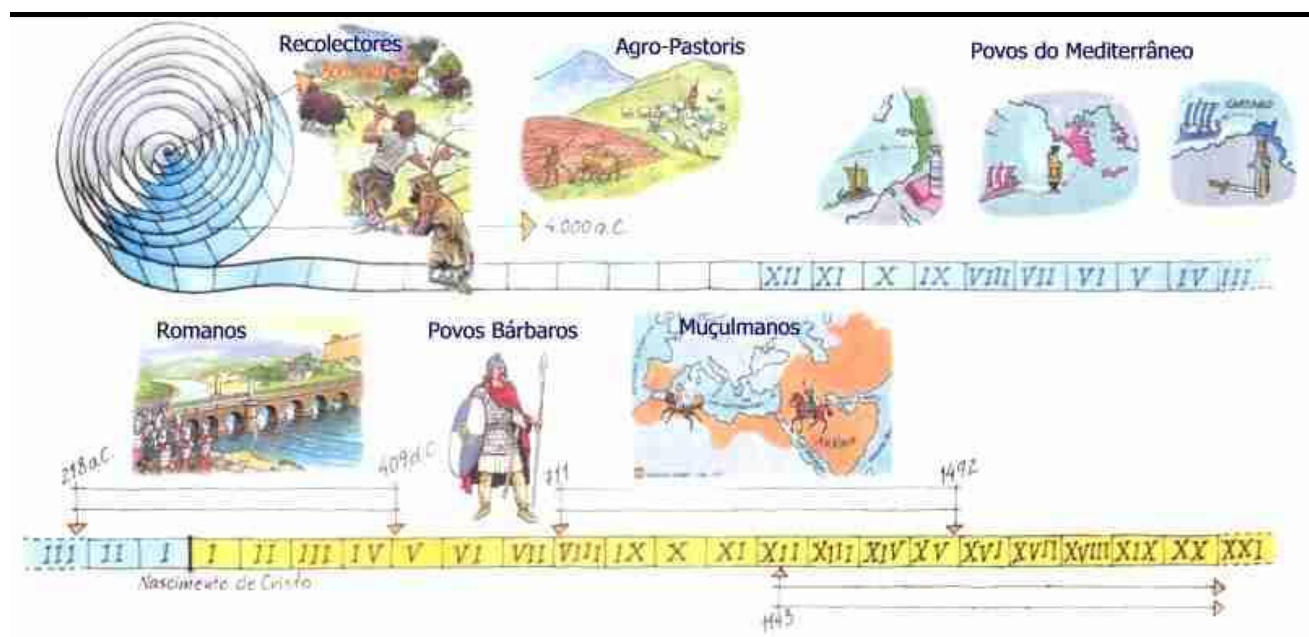 Recolectores
Agro-Pastoris
Povos do Mediterrâneo
CARTAGO
4.000 a.C.
XII XI X IX VIII VII VI V IV III
Romanos
Povos Bárbaros
Muçulmanos
ARÁBIA
218 a.C.
409 d.C.
711
1492
III II I I II III IV V VI VII VIII IX X XI XII XIII XIV XV XVI XVII XVIII XIX XX XXI
Nascimento de Cristo
1143